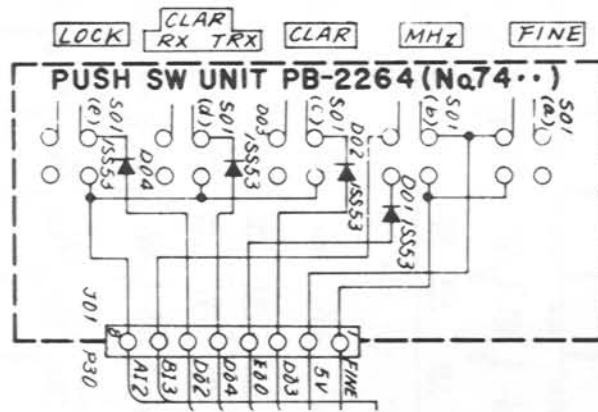 LOCK
CLAR
RX TRX
CLAR
MHz
FINE
PUSH SW UNIT PB-2264 (No.74··)
S01
(e)
S01
(d)
S01
(c)
S01
(b)
S01
(a)
D04
1SS53
D03
1SS53
D02
1SS53
D01
1SS53
J01
P30
8
1
A12
B13
D02
D04
E00
D03
5V
FINE